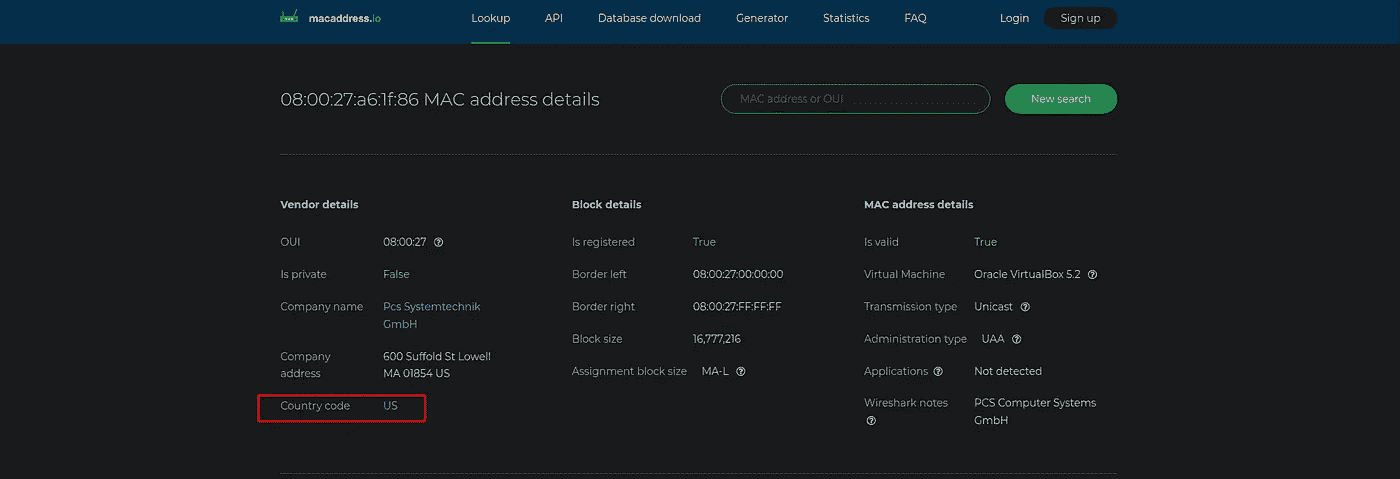 macaddress.io
Lookup
API
Database download
Generator
Statistics
FAQ
Login
Sign up
08:00:27:a6:1f:86 MAC address details
MAC address or OUI
New search
Vendor details
OUI 08:00:27
Is private False
Company name Pcs Systemtechnik
GmbH
Company 600 Suffold St Lowell
address MA 01854 US
Country code US
Block details
Is registered True
Border left 08:00:27:00:00:00
Border right 08:00:27:FF:FF:FF
Block size 16,777,216
Assignment block size MA-L
MAC address details
Is valid True
Virtual Machine Oracle VirtualBox 5.2
Transmission type Unicast
Administration type UAA
Applications Not detected
Wireshark notes PCS Computer Systems
GmbH